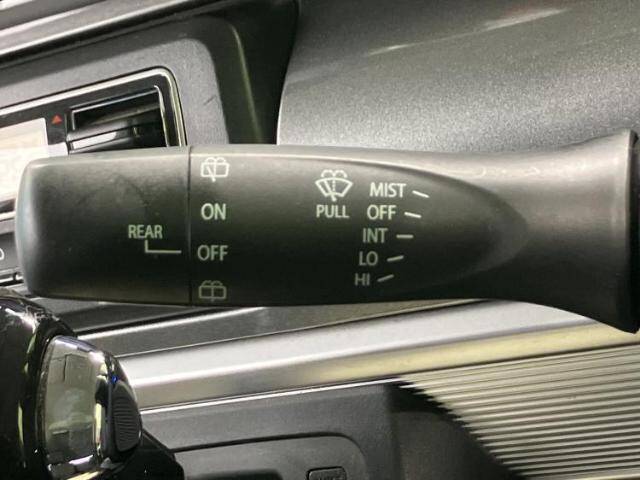 ON
REAR
OFF
PULL
MIST
OFF
INT
LO
HI